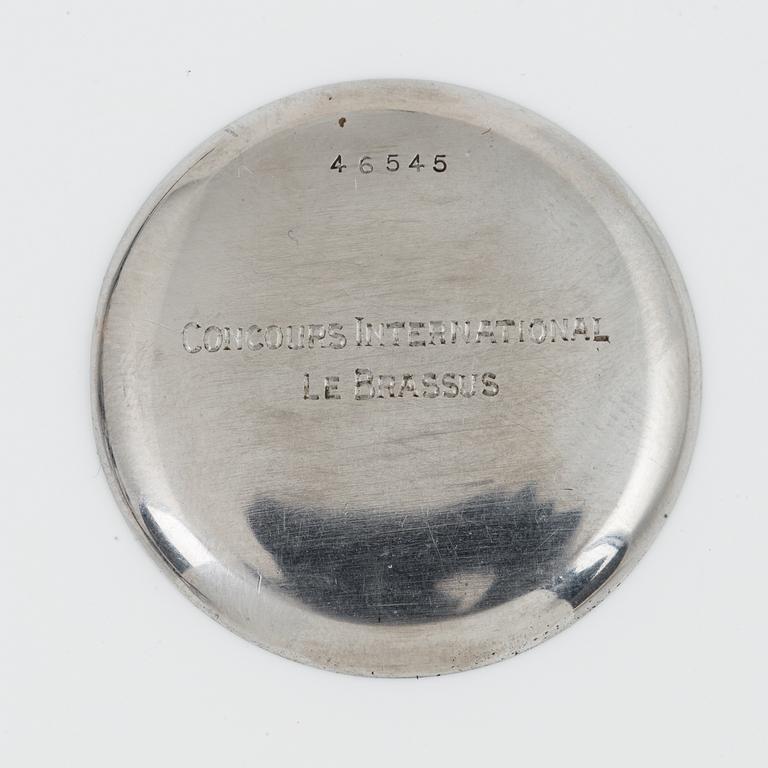 46545
CONCOURS INTERNATIONAL
LE BRASSUS